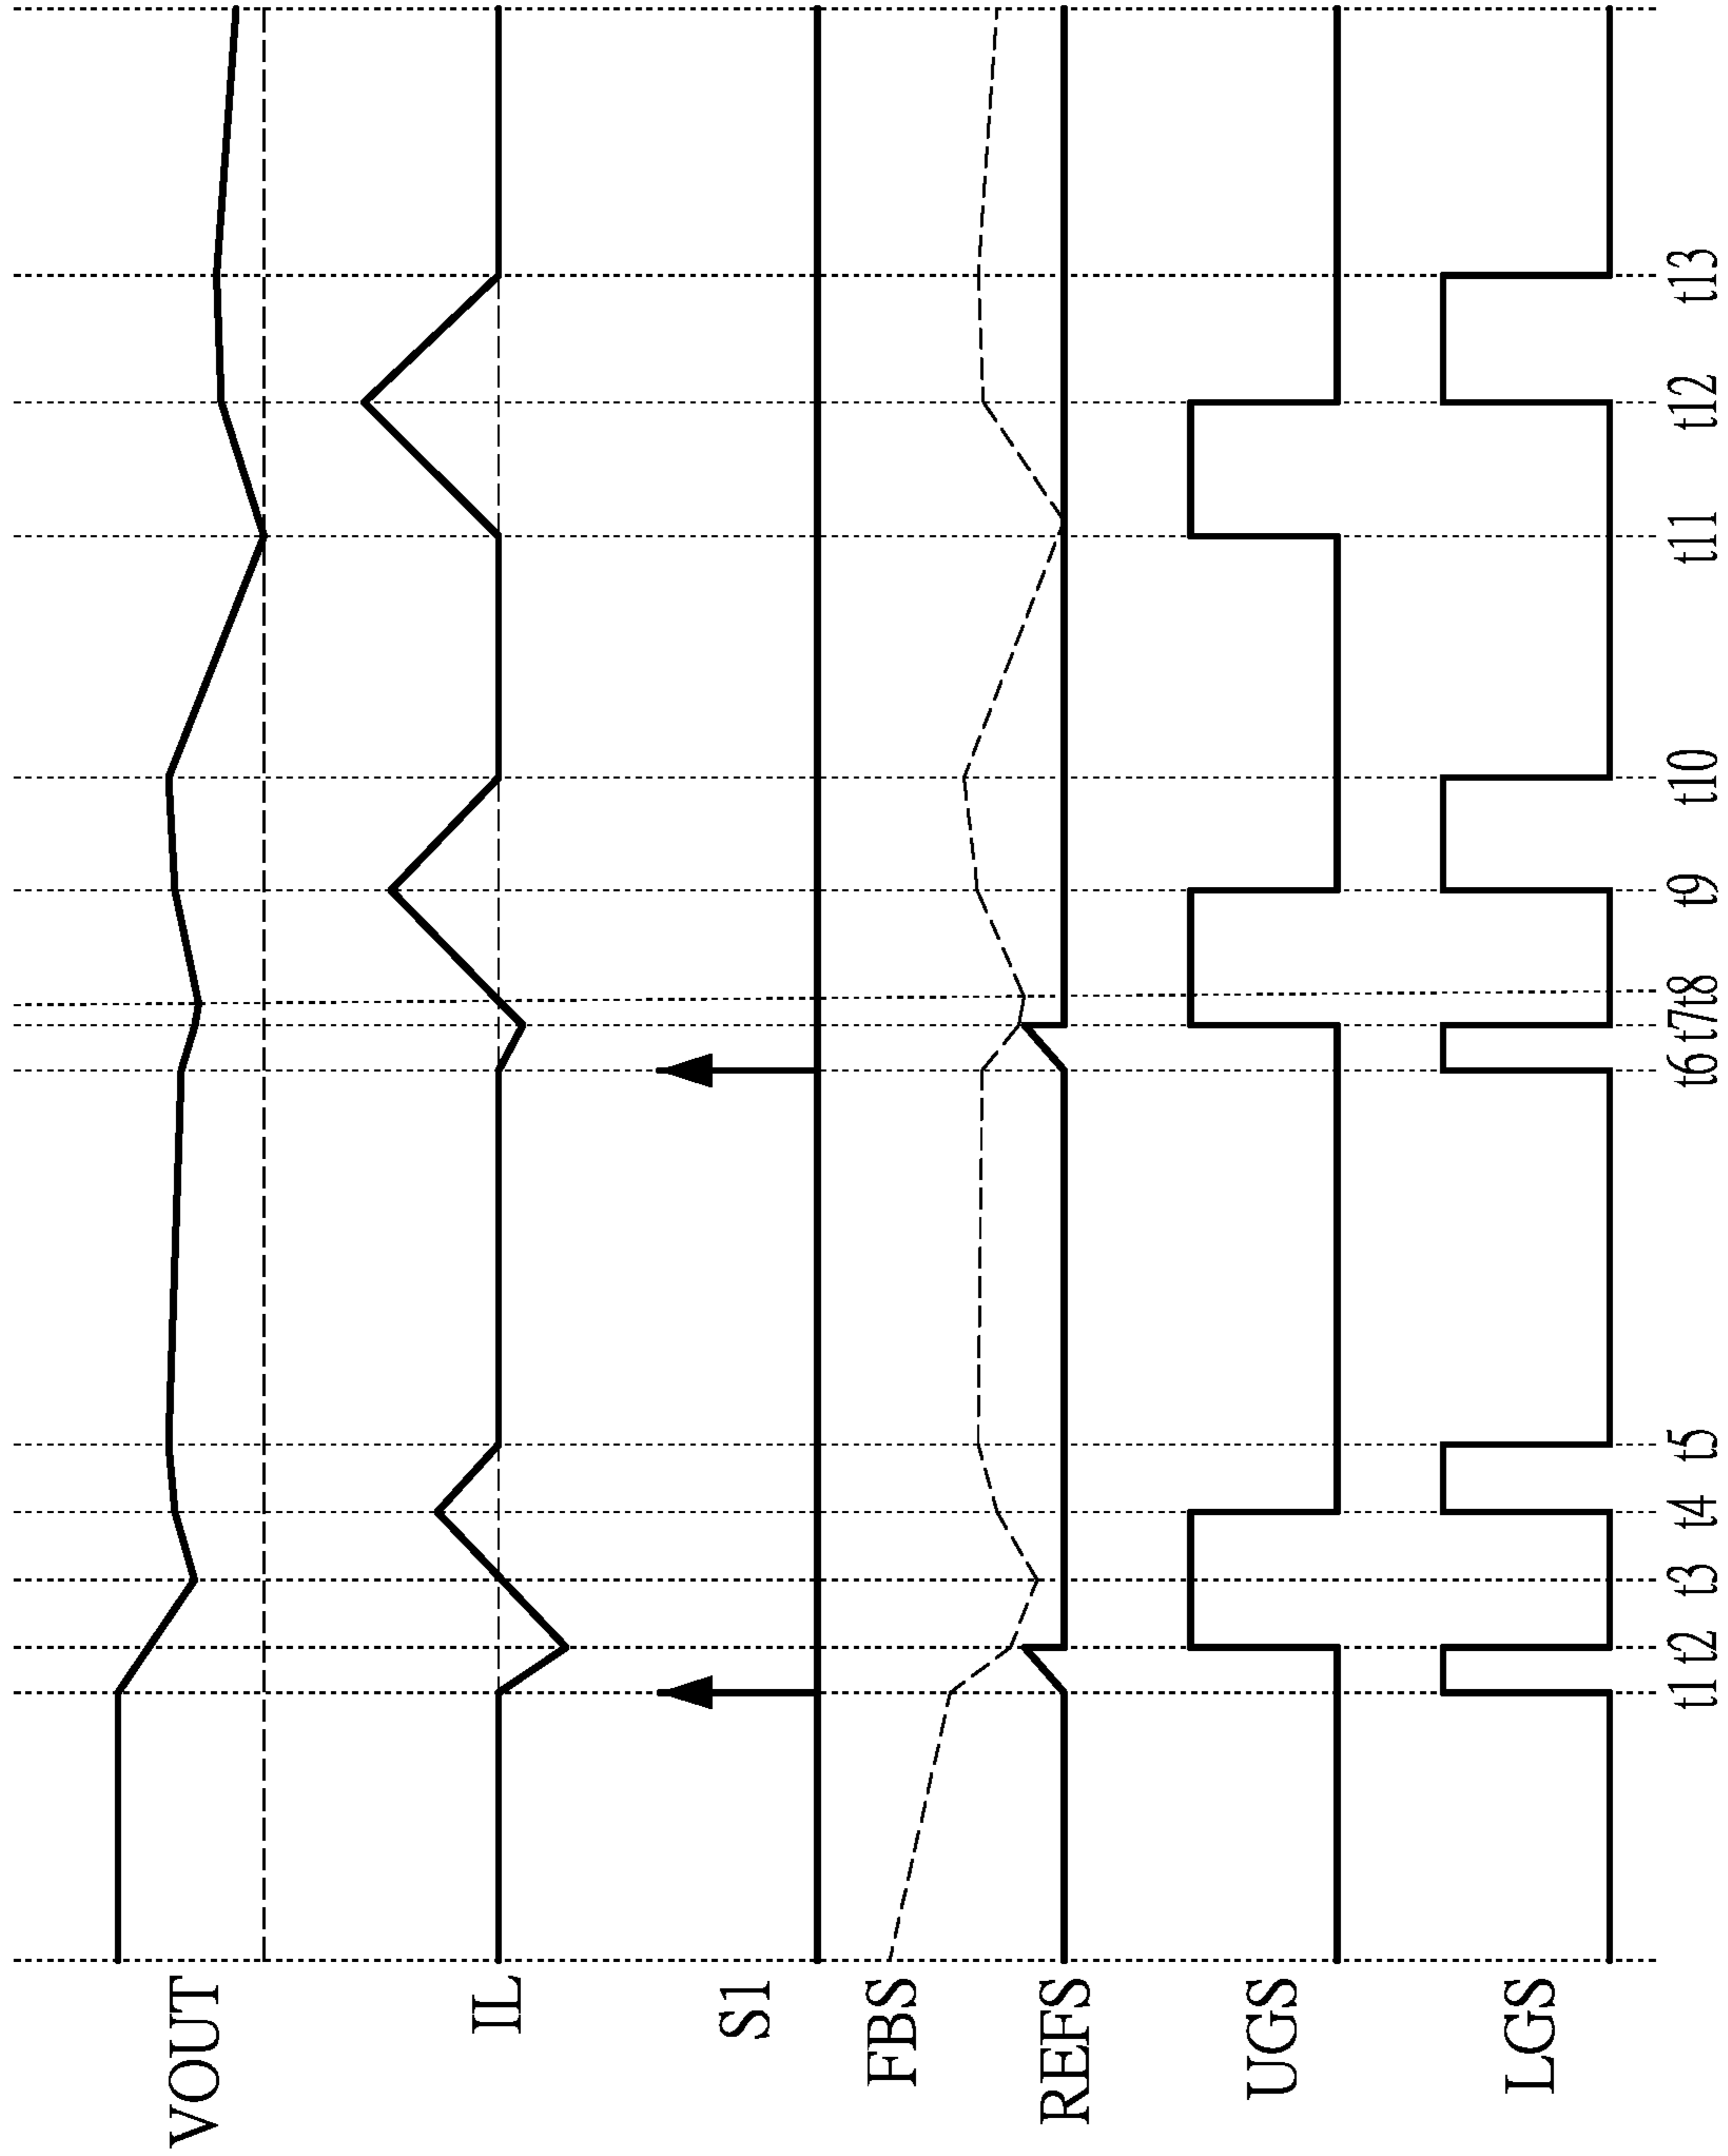 VOUT
IL
S1
FBS
REFS
UGS
LGS
t1 t2 t3 t4 t5 t6 t7 t8 t9 t10 t11 t12 t13